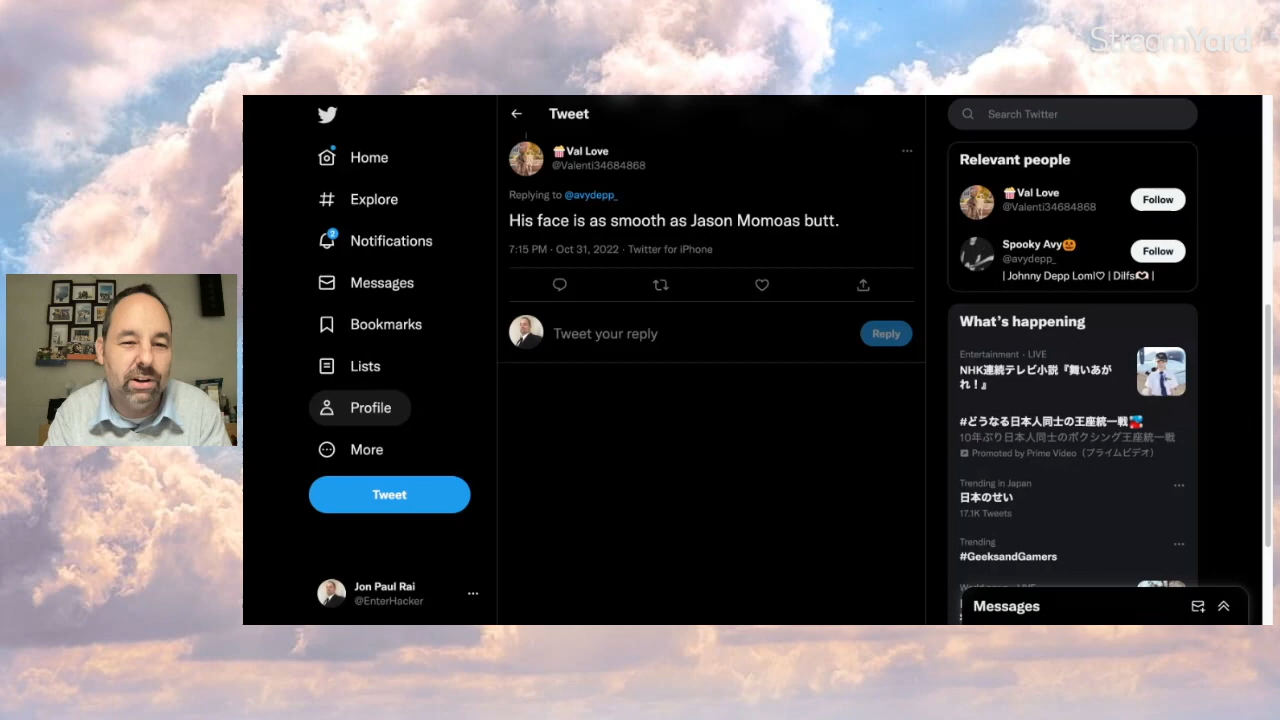 StreamYard
Home
Explore
2
Notifications
Messages
Bookmarks
Lists
Profile
More
Tweet
Jon Paul Rai
@EnterHacker
Tweet
🍿Val Love
@Valenti34684868
Replying to @avydepp_
His face is as smooth as Jason Momoas butt.
7:15 PM · Oct 31, 2022 · Twitter for iPhone
Tweet your reply
Reply
Search Twitter
Relevant people
🍿Val Love
@Valenti34684868
Follow
Spooky Avy🎃
@avydepp_
Follow
| Johnny Depp Loml♡ | Dilfs🫶 |
What's happening
Entertainment · LIVE
NHK連続テレビ小説『舞いあが
れ！』
#どうなる日本人同士の王座統一戦
10年ぶり日本人同士のボクシング王座統一戦
Promoted by Prime Video（プライムビデオ）
Trending in Japan
日本のせい
17.1K Tweets
Trending
#GeeksandGamers
Messages